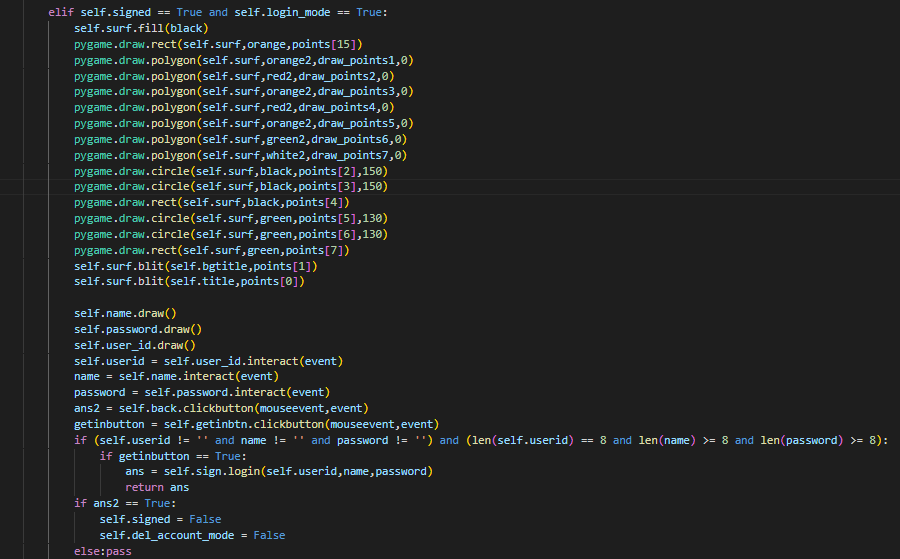 elif self.signed == True and self.login_mode == True:
self.surf.fill(black)
pygame.draw.rect(self.surf,orange,points[15])
pygame.draw.polygon(self.surf,orange2,draw_points1,0)
pygame.draw.polygon(self.surf,red2,draw_points2,0)
pygame.draw.polygon(self.surf,orange2,draw_points3,0)
pygame.draw.polygon(self.surf,red2,draw_points4,0)
pygame.draw.polygon(self.surf,orange2,draw_points5,0)
pygame.draw.polygon(self.surf,green2,draw_points6,0)
pygame.draw.polygon(self.surf,white2,draw_points7,0)
pygame.draw.circle(self.surf,black,points[2],150)
pygame.draw.circle(self.surf,black,points[3],150)
pygame.draw.rect(self.surf,black,points[4])
pygame.draw.circle(self.surf,green,points[5],130)
pygame.draw.circle(self.surf,green,points[6],130)
pygame.draw.rect(self.surf,green,points[7])
self.surf.blit(self.bgtitle,points[1])
self.surf.blit(self.title,points[0])
self.name.draw()
self.password.draw()
self.user_id.draw()
self.userid = self.user_id.interact(event)
name = self.name.interact(event)
password = self.password.interact(event)
ans2 = self.back.clickbutton(mouseevent,event)
getinbutton = self.getinbtn.clickbutton(mouseevent,event)
if (self.userid != '' and name != '' and password != '') and (len(self.userid) == 8 and len(name) >= 8 and len(password) >= 8):
if getinbutton == True:
ans = self.sign.login(self.userid,name,password)
return ans
if ans2 == True:
self.signed = False
self.del_account_mode = False
else:pass